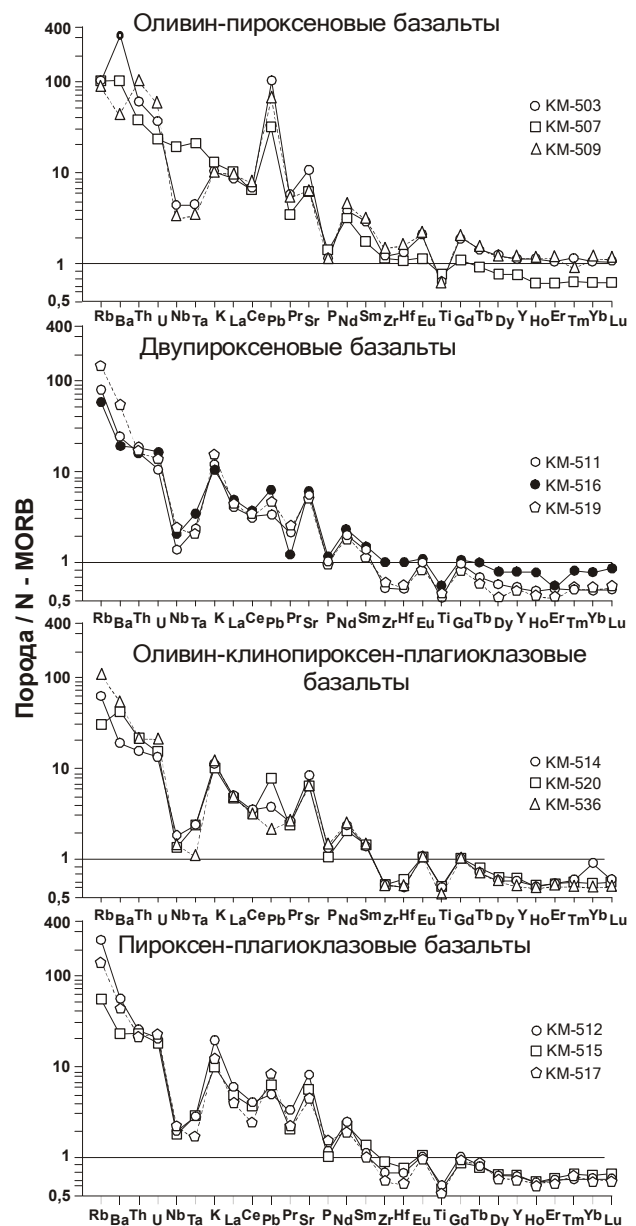 Порода / N - MORB
Оливин-пироксеновые базальты
400
100
10
1
0,5
KM-503
KM-507
KM-509
Rb Ba Th U Nb Ta K La Ce Pb Pr Sr P Nd Sm Zr Hf Eu Ti Gd Tb Dy Y Ho Er Tm Yb Lu
Двупироксеновые базальты
400
100
10
1
0,5
KM-511
KM-516
KM-519
Rb Ba Th U Nb Ta K La Ce Pb Pr Sr P Nd Sm Zr Hf Eu Ti Gd Tb Dy Y Ho Er Tm Yb Lu
Оливин-клинопироксен-плагиоклазовые
базальты
400
100
10
1
0,5
KM-514
KM-520
KM-536
Rb Ba Th U Nb Ta K La Ce Pb Pr Sr P Nd Sm Zr Hf Eu Ti Gd Tb Dy Y Ho Er Tm Yb Lu
Пироксен-плагиоклазовые базальты
400
100
10
1
0,5
KM-512
KM-515
KM-517
Rb Ba Th U Nb Ta K La Ce Pb Pr Sr P Nd Sm Zr Hf Eu Ti Gd Tb Dy Y Ho Er Tm Yb Lu